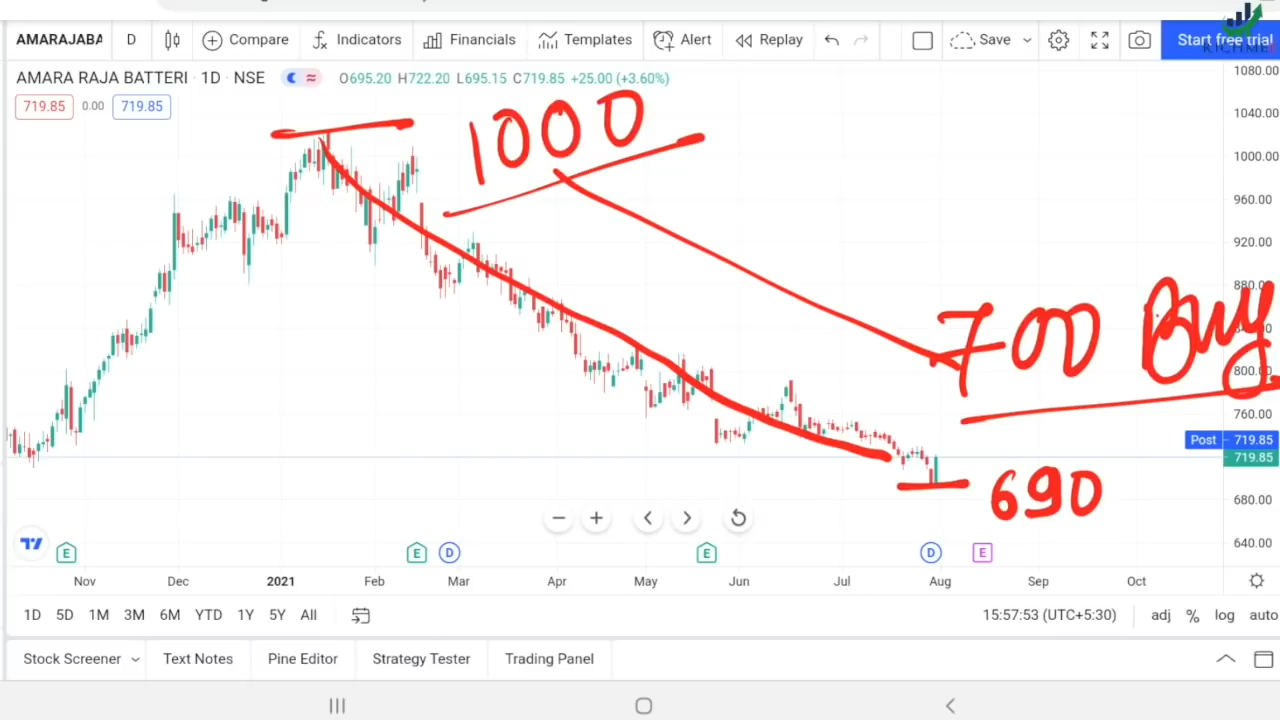 AMARAJABA D Compare Indicators Financials Templates Alert Replay Save Start free trial
RICHME
AMARA RAJA BATTERI · 1D · NSE O695.20 H722.20 L695.15 C719.85 +25.00 (+3.60%)
719.85 0.00 719.85
1000
700 Buy
690
1080.00
1040.00
1000.00
960.00
920.00
880.00
800.00
760.00
Post 719.85
719.85
680.00
640.00
E E D E D E
Nov Dec 2021 Feb Mar Apr May Jun Jul Aug Sep Oct
1D 5D 1M 3M 6M YTD 1Y 5Y All 15:57:53 (UTC+5:30) adj % log auto
Stock Screener Text Notes Pine Editor Strategy Tester Trading Panel